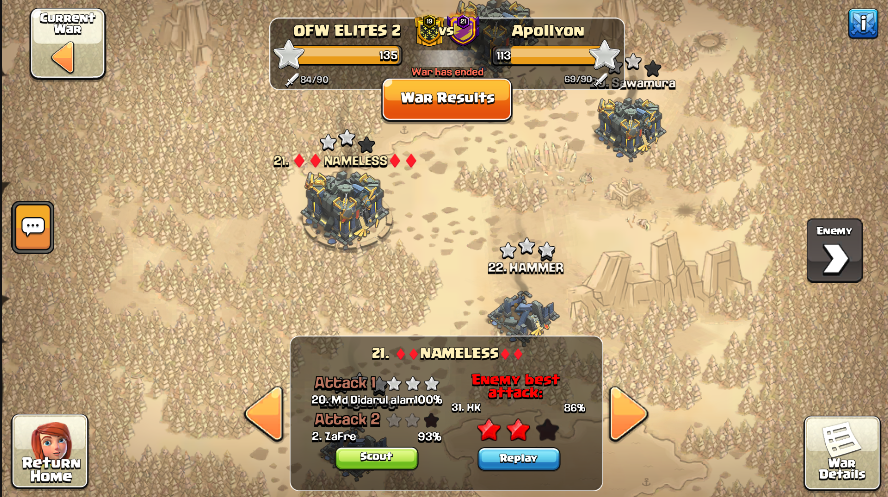 Current
War
OFW ELITES 2
vs
Apollyon
19
21
135
113
War has ended
84/90
69/90
War Results
Sawamura
21. ♦♦ NAMELESS ♦♦
Enemy
22. HAMMER
21. ♦♦NAMELESS♦♦
Attack 1
20. Md Didarul alam 100%
Attack 2
2. ZaFre 93%
Enemy best
attack:
31. HK 86%
Scout
Replay
Return
Home
War
Details